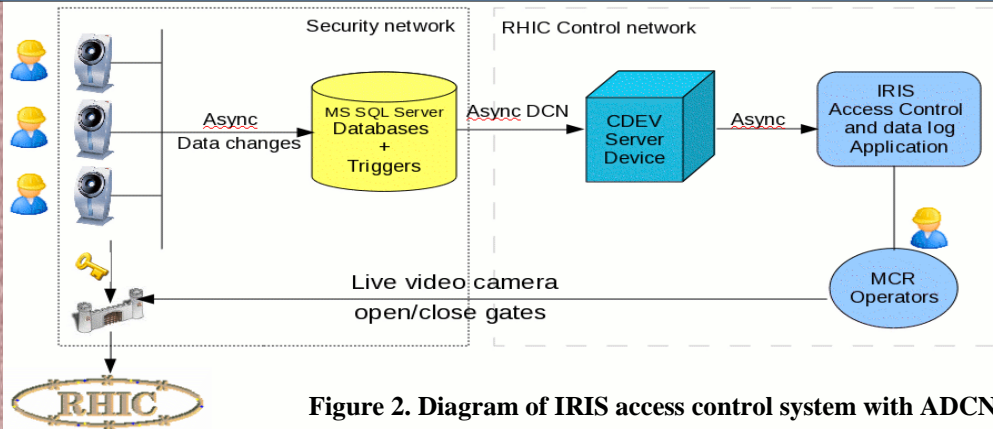 Security network
RHIC Control network
Async
Data changes
MS SQL Server
Databases
+
Triggers
Async DCN
CDEV
Server
Device
Async
IRIS
Access Control
and data log
Application
MCR
Operators
Live video camera
open/close gates
RHIC
Figure 2. Diagram of IRIS access control system with ADCN